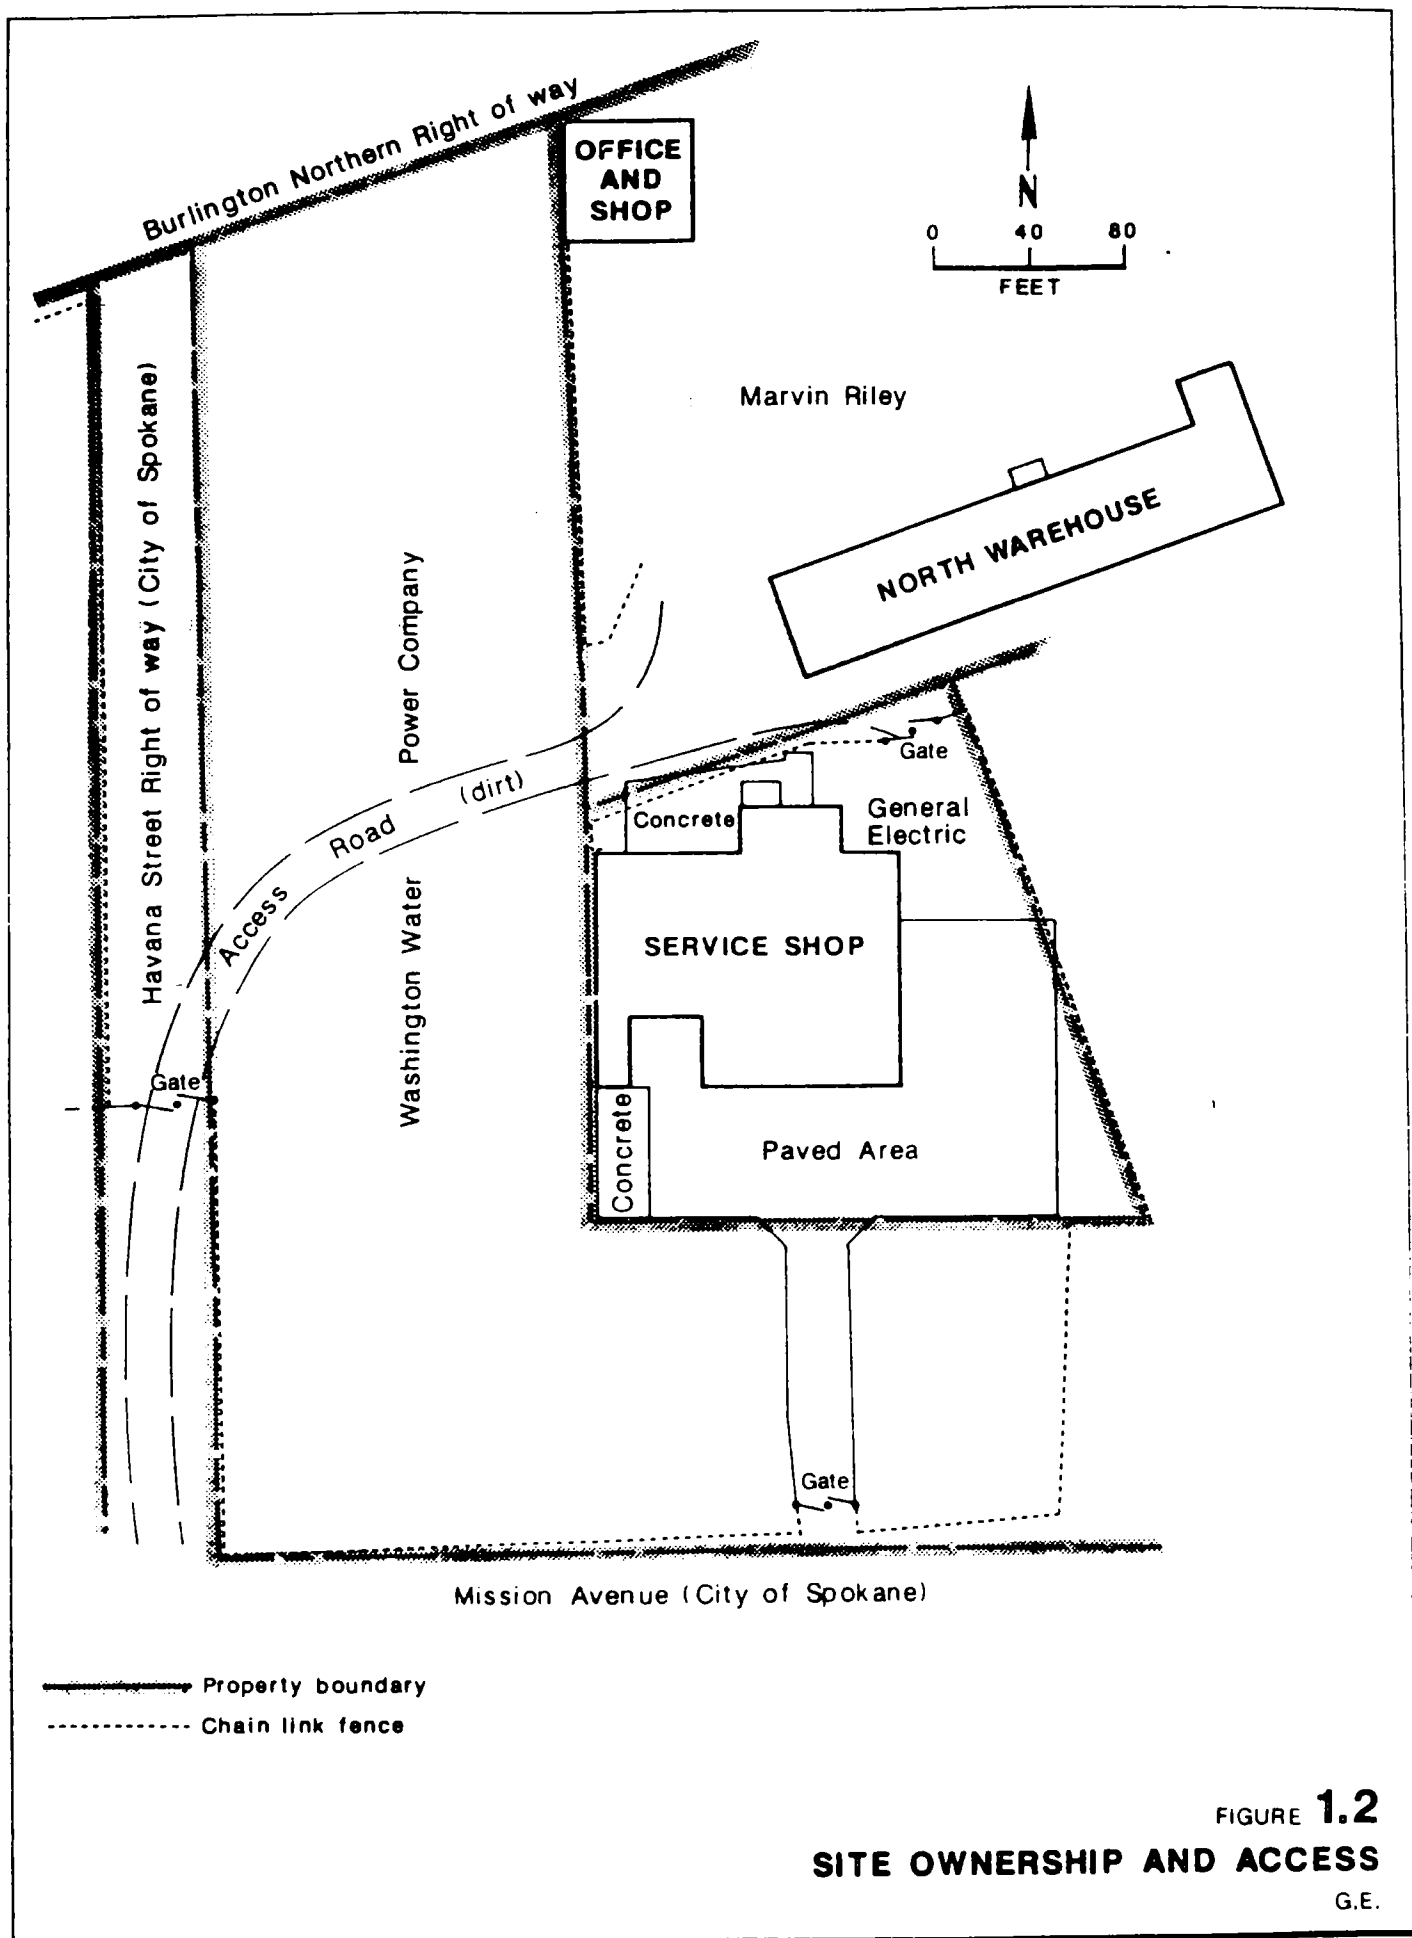 Burlington Northern Right of way
OFFICE
AND
SHOP
N
0 40 80
FEET
Marvin Riley
NORTH WAREHOUSE
Havana Street Right of way (City of Spokane)
Washington Water Power Company
Access Road (dirt)
Gate
Concrete
General
Electric
SERVICE SHOP
Gate
Concrete
Paved Area
Gate
Mission Avenue (City of Spokane)
Property boundary
Chain link fence
FIGURE 1.2
SITE OWNERSHIP AND ACCESS
G.E.